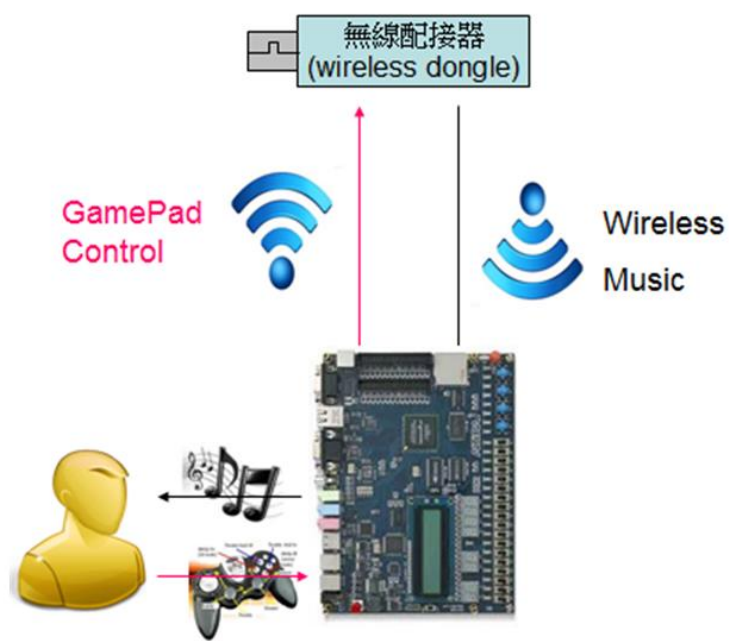 無線配接器
(wireless dongle)
GamePad
Control
Wireless
Music